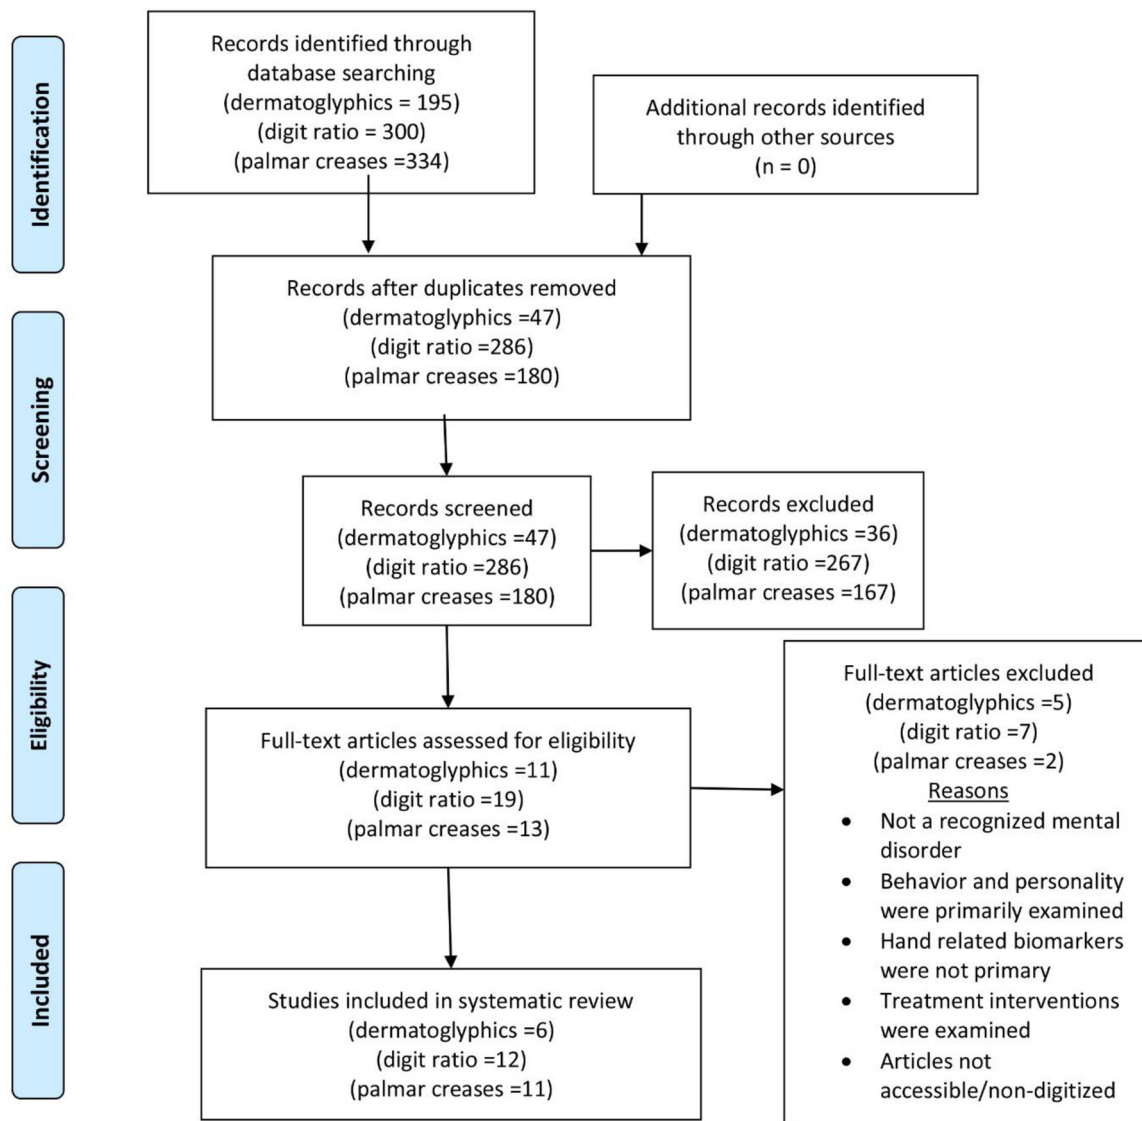 Identification
Records identified through
database searching
(dermatoglyphics = 195)
(digit ratio = 300)
(palmar creases =334)
Additional records identified
through other sources
(n = 0)
Records after duplicates removed
(dermatoglyphics =47)
(digit ratio =286)
(palmar creases =180)
Screening
Records screened
(dermatoglyphics =47)
(digit ratio =286)
(palmar creases =180)
Records excluded
(dermatoglyphics =36)
(digit ratio =267)
(palmar creases =167)
Eligibility
Full-text articles assessed for eligibility
(dermatoglyphics =11)
(digit ratio =19)
(palmar creases =13)
Full-text articles excluded
(dermatoglyphics =5)
(digit ratio =7)
(palmar creases =2)
Reasons
• Not a recognized mental
disorder
• Behavior and personality
were primarily examined
• Hand related biomarkers
were not primary
• Treatment interventions
were examined
• Articles not
accessible/non-digitized
Included
Studies included in systematic review
(dermatoglyphics =6)
(digit ratio =12)
(palmar creases =11)